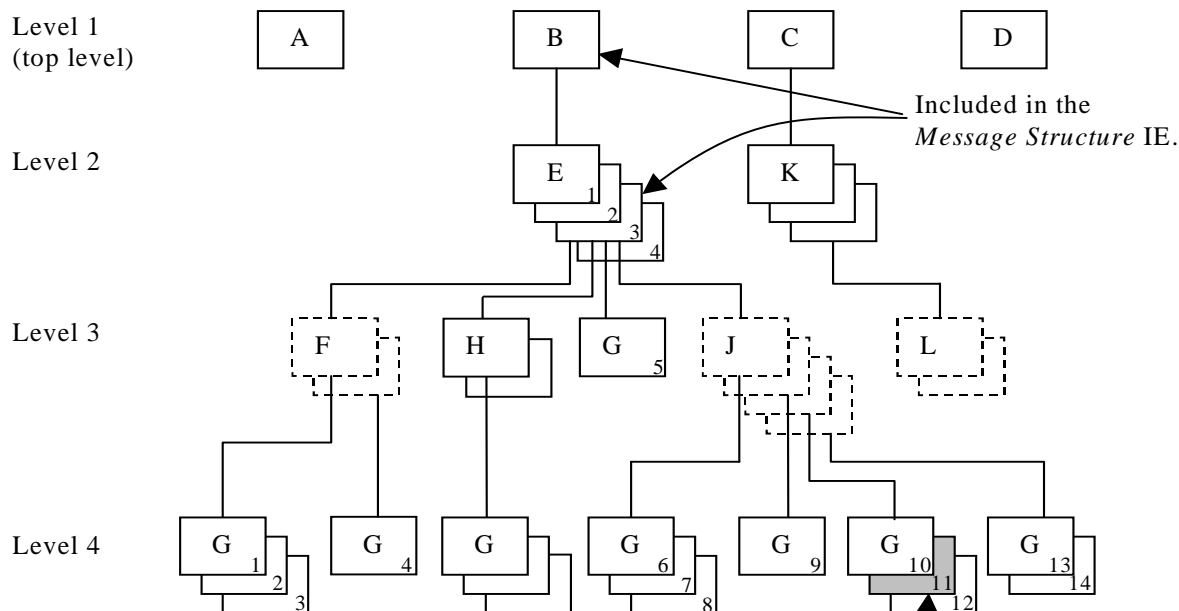 Level 1
(top level)
A
B
C
D
Included in the
Message Structure IE.
Level 2
E
1
2
3
4
K
Level 3
F
H
G
5
J
L
Level 4
G
1
2
3
G
4
G
G
6
7
8
G
9
G
10
11
12
G
13
14